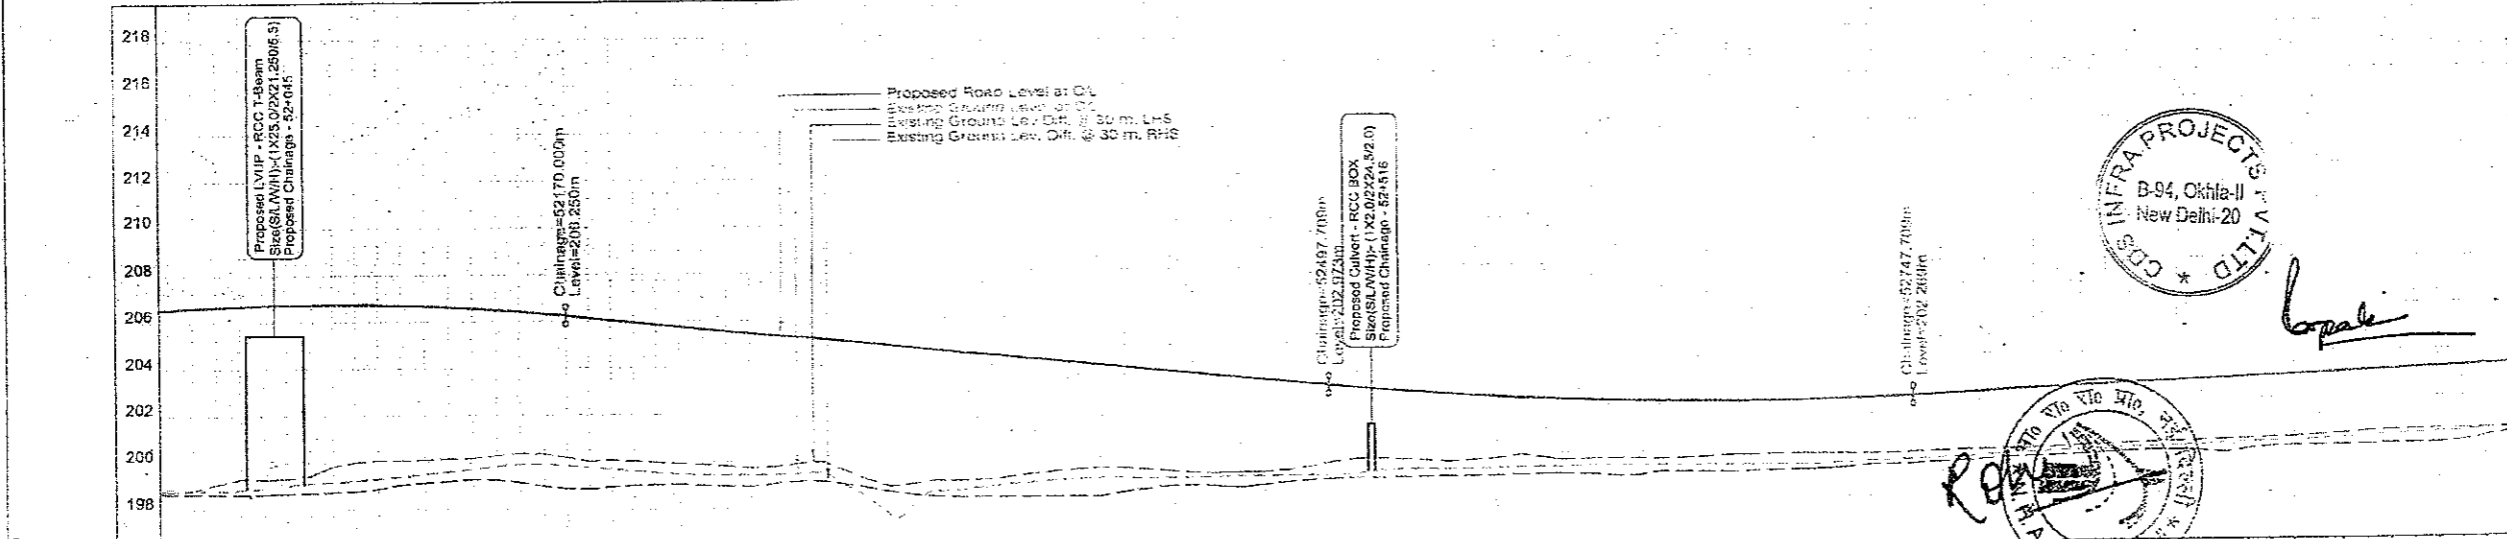 218
216
214
212
210
208
206
204
202
200
198
Proposed LVUP - RCC T-Beam
Size(S/L/W/H):-(1X25.0/2X21.250/5.5)
Proposed Chainage - 52+045
Chainage=52170.000m
Level=206.250m
Proposed Road Level at C/L
Existing Ground Level at C/L
Existing Ground Lev. Diff. @ 30 m. LHS
Existing Ground Lev. Diff. @ 30 m. RHS
Chainage=52497.709m
Level=202.973m
Proposed Culvert - RCC BOX
Size(S/L/W/H):- (1X2.0/2X24.5/2.0)
Proposed Chainage - 52+516
Chainage=52747.709m
CDS INFRA PROJECTS PVT. LTD *
B-94, Okhla-II
New Delhi-20